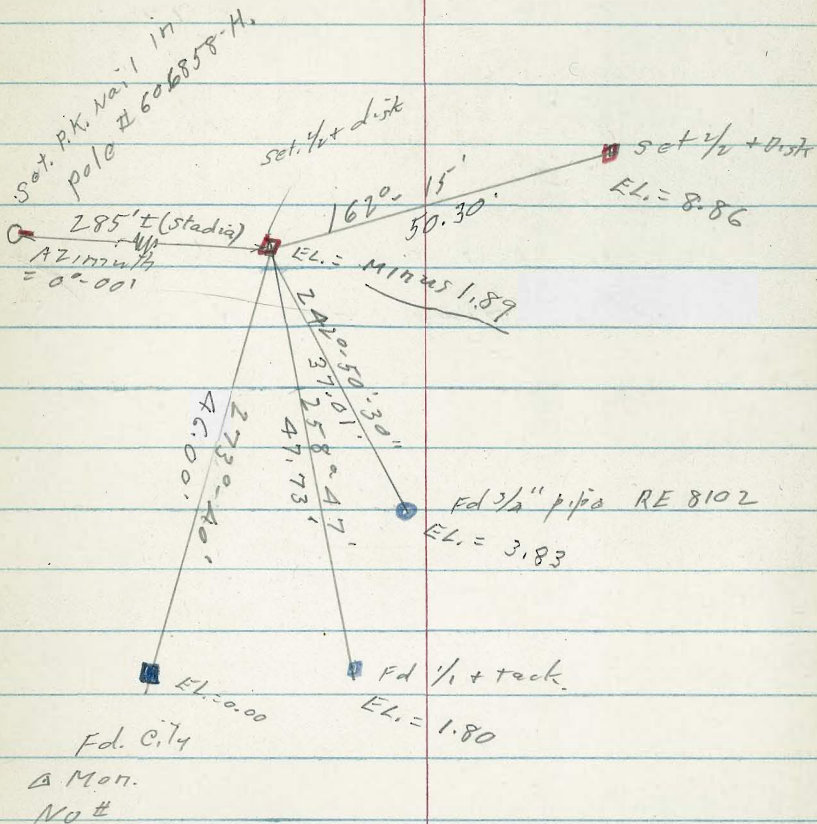 Set. P.K. Nail in
pole # 606858-H.
set. 1/2 + disk
Set 2/2 + Disk
EL. = 8.86
162° 15'
50.30'
285'± (stadia)
AZimuth
= 0°-00'
EL. = Minus 1.89
242°-50'-30"
37.01'
258°47'
47.73'
273°-40'
46.00'
Fd 3/4" pipe RE 8102
EL. = 3.83
Fd 1/1 + tack.
EL. = 1.80
EL. = 0.00
Fd. City
△ Mon.
No #